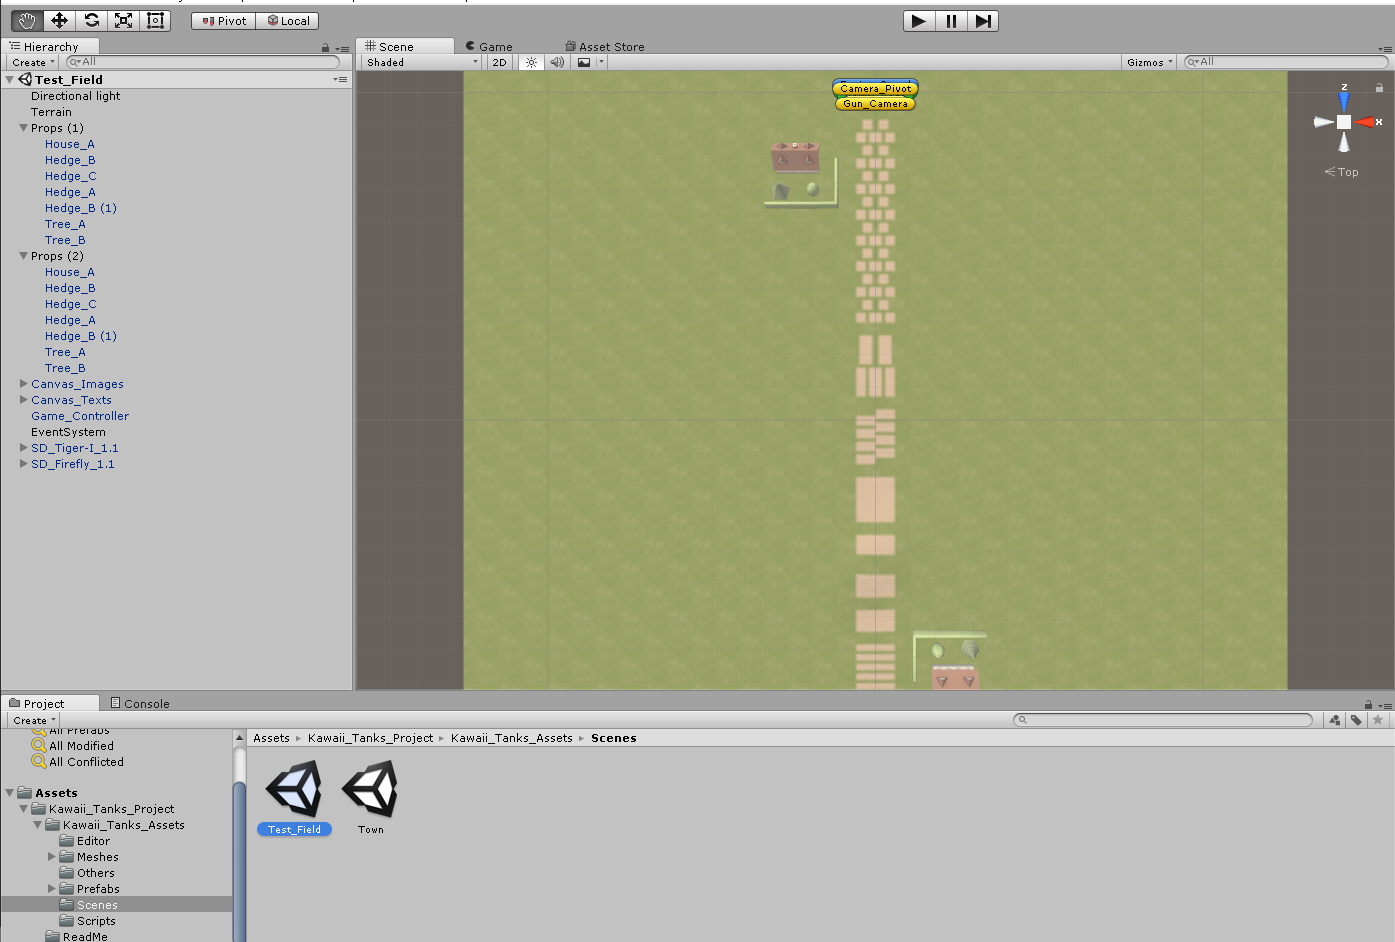 Pivot Local
Hierarchy
Create All
Test_Field
Directional light
Terrain
Props (1)
House_A
Hedge_B
Hedge_C
Hedge_A
Hedge_B (1)
Tree_A
Tree_B
Props (2)
House_A
Hedge_B
Hedge_C
Hedge_A
Hedge_B (1)
Tree_A
Tree_B
Canvas_Images
Canvas_Texts
Game_Controller
EventSystem
SD_Tiger-I_1.1
SD_Firefly_1.1
Scene Game Asset Store
Shaded 2D Gizmos All
Camera_Pivot
Gun_Camera
z
x
Top
Project Console
Create
All Prefabs
All Modified
All Conflicted
Assets
Kawaii_Tanks_Project
Kawaii_Tanks_Assets
Editor
Meshes
Others
Prefabs
Scenes
Scripts
ReadMe
Assets Kawaii_Tanks_Project Kawaii_Tanks_Assets Scenes
Test_Field Town